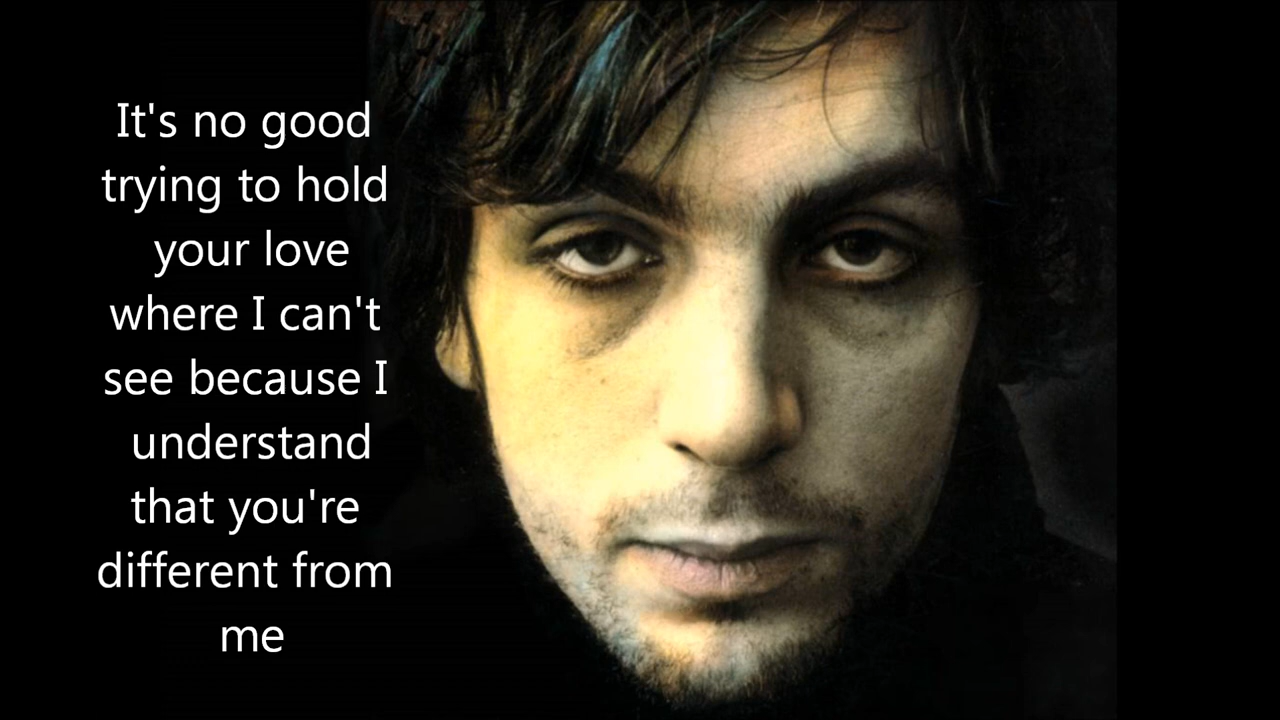 It's no good
trying to hold
your love
where I can't
see because I
understand
that you're
different from
me